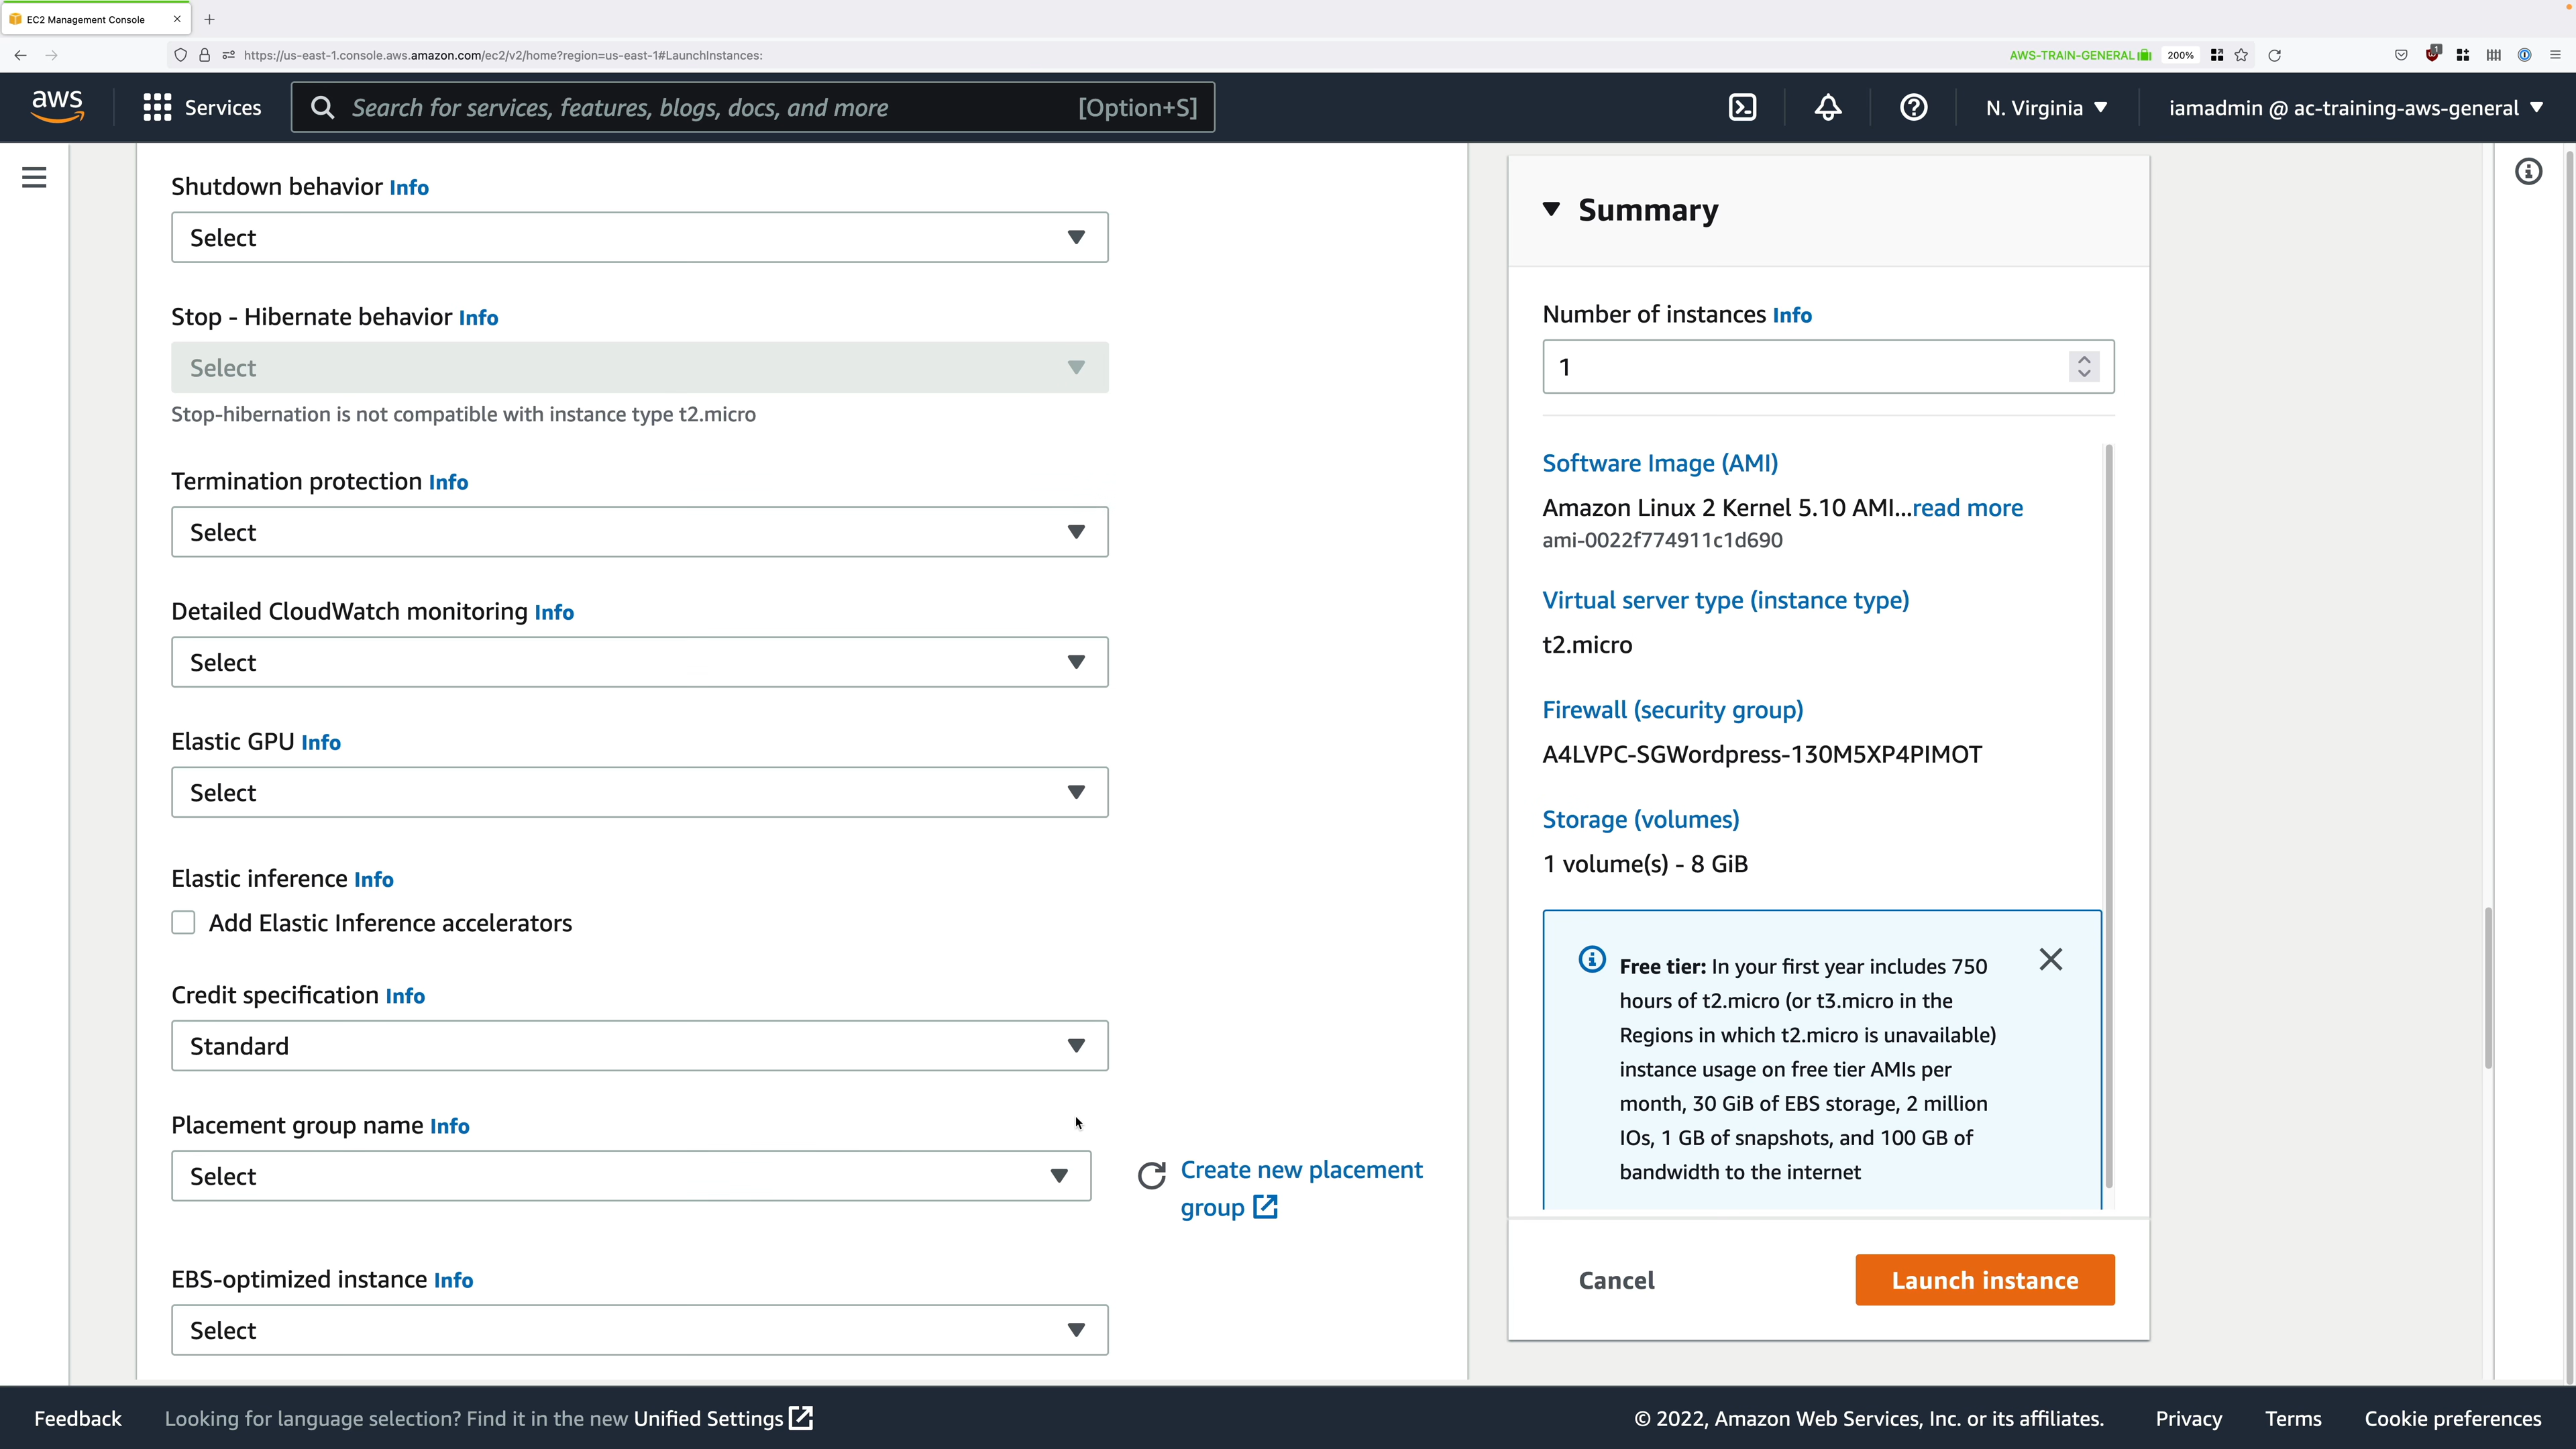 EC2 Management Console
https://us-east-1.console.aws.amazon.com/ec2/v2/home?region=us-east-1#LaunchInstances:
AWS-TRAIN-GENERAL
200%
1
aws
Services
Search for services, features, blogs, docs, and more
[Option+S]
N. Virginia
iamadmin @ ac-training-aws-general
Shutdown behavior Info
Select
Stop - Hibernate behavior Info
Select
Stop-hibernation is not compatible with instance type t2.micro
Termination protection Info
Select
Detailed CloudWatch monitoring Info
Select
Elastic GPU Info
Select
Elastic inference Info
Add Elastic Inference accelerators
Credit specification Info
Standard
Placement group name Info
Select
Create new placement
group
EBS-optimized instance Info
Select
Summary
Number of instances Info
1
Software Image (AMI)
Amazon Linux 2 Kernel 5.10 AMI...read more
ami-0022f774911c1d690
Virtual server type (instance type)
t2.micro
Firewall (security group)
A4LVPC-SGWordpress-130M5XP4PIMOT
Storage (volumes)
1 volume(s) - 8 GiB
Free tier: In your first year includes 750
hours of t2.micro (or t3.micro in the
Regions in which t2.micro is unavailable)
instance usage on free tier AMIs per
month, 30 GiB of EBS storage, 2 million
IOs, 1 GB of snapshots, and 100 GB of
bandwidth to the internet
Cancel
Launch instance
Feedback
Looking for language selection? Find it in the new Unified Settings
© 2022, Amazon Web Services, Inc. or its affiliates.
Privacy
Terms
Cookie preferences